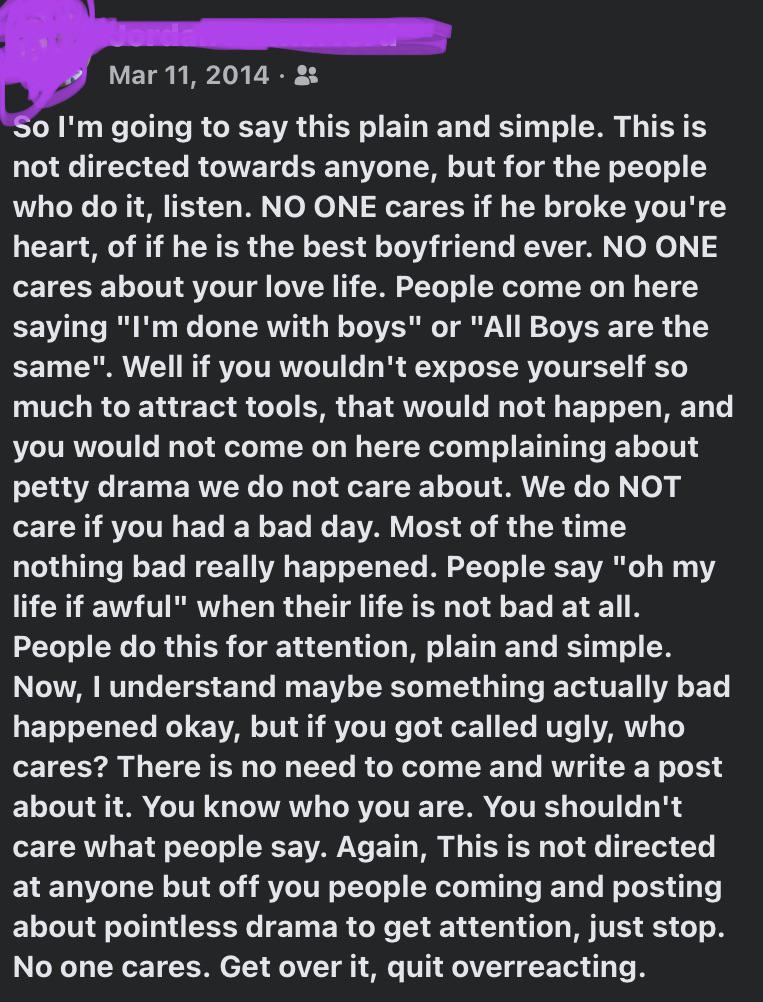 Mar 11, 2014 ·
So I'm going to say this plain and simple. This is
not directed towards anyone, but for the people
who do it, listen. NO ONE cares if he broke you're
heart, of if he is the best boyfriend ever. NO ONE
cares about your love life. People come on here
saying "I'm done with boys" or "All Boys are the
same". Well if you wouldn't expose yourself so
much to attract tools, that would not happen, and
you would not come on here complaining about
petty drama we do not care about. We do NOT
care if you had a bad day. Most of the time
nothing bad really happened. People say "oh my
life if awful" when their life is not bad at all.
People do this for attention, plain and simple.
Now, I understand maybe something actually bad
happened okay, but if you got called ugly, who
cares? There is no need to come and write a post
about it. You know who you are. You shouldn't
care what people say. Again, This is not directed
at anyone but off you people coming and posting
about pointless drama to get attention, just stop.
No one cares. Get over it, quit overreacting.